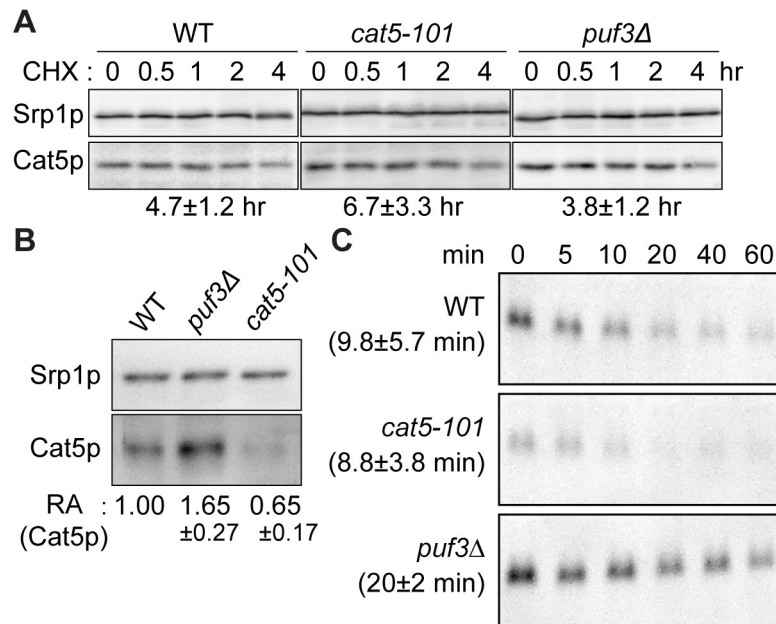 A
WT cat5-101 puf3Δ
CHX : 0 0.5 1 2 4 0 0.5 1 2 4 0 0.5 1 2 4 hr
Srp1p
Cat5p
4.7±1.2 hr 6.7±3.3 hr 3.8±1.2 hr
B
WT puf3Δ cat5-101
Srp1p
Cat5p
RA : 1.00 1.65 0.65
(Cat5p) ±0.27 ±0.17
C
min 0 5 10 20 40 60
WT
(9.8±5.7 min)
cat5-101
(8.8±3.8 min)
puf3Δ
(20±2 min)